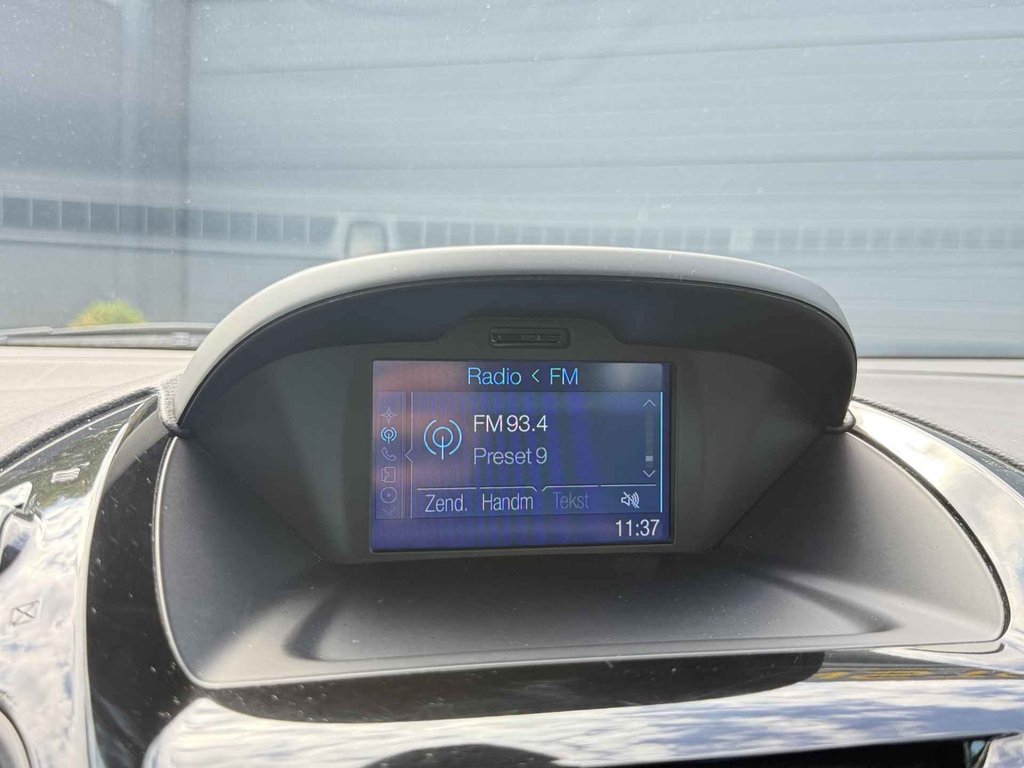 Radio < FM
FM 93.4
Preset 9
Zend. Handm Tekst
11:37